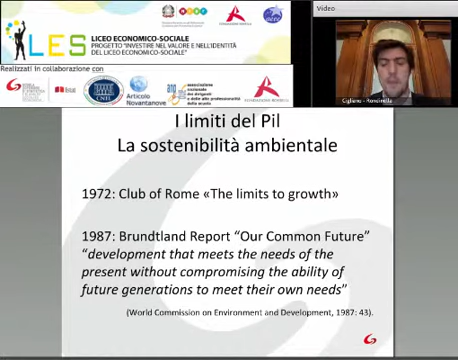 LES
LICEO ECONOMICO-SOCIALE
PROGETTO "INVESTIRE NEL VALORE E NELL'IDENTITÀ
DEL LICEO ECONOMICO-SOCIALE"
Video
Realizzati in collaborazione con
Articolo
Novantanove
associazione
nazionale
dei dirigenti
e delle alte professionalità
della scuola
I limiti del Pil
La sostenibilità ambientale
1972: Club of Rome «The limits to growth»
1987: Brundtland Report “Our Common Future”
“development that meets the needs of the
present without compromising the ability of
future generations to meet their own needs”
(World Commission on Environment and Development, 1987: 43).